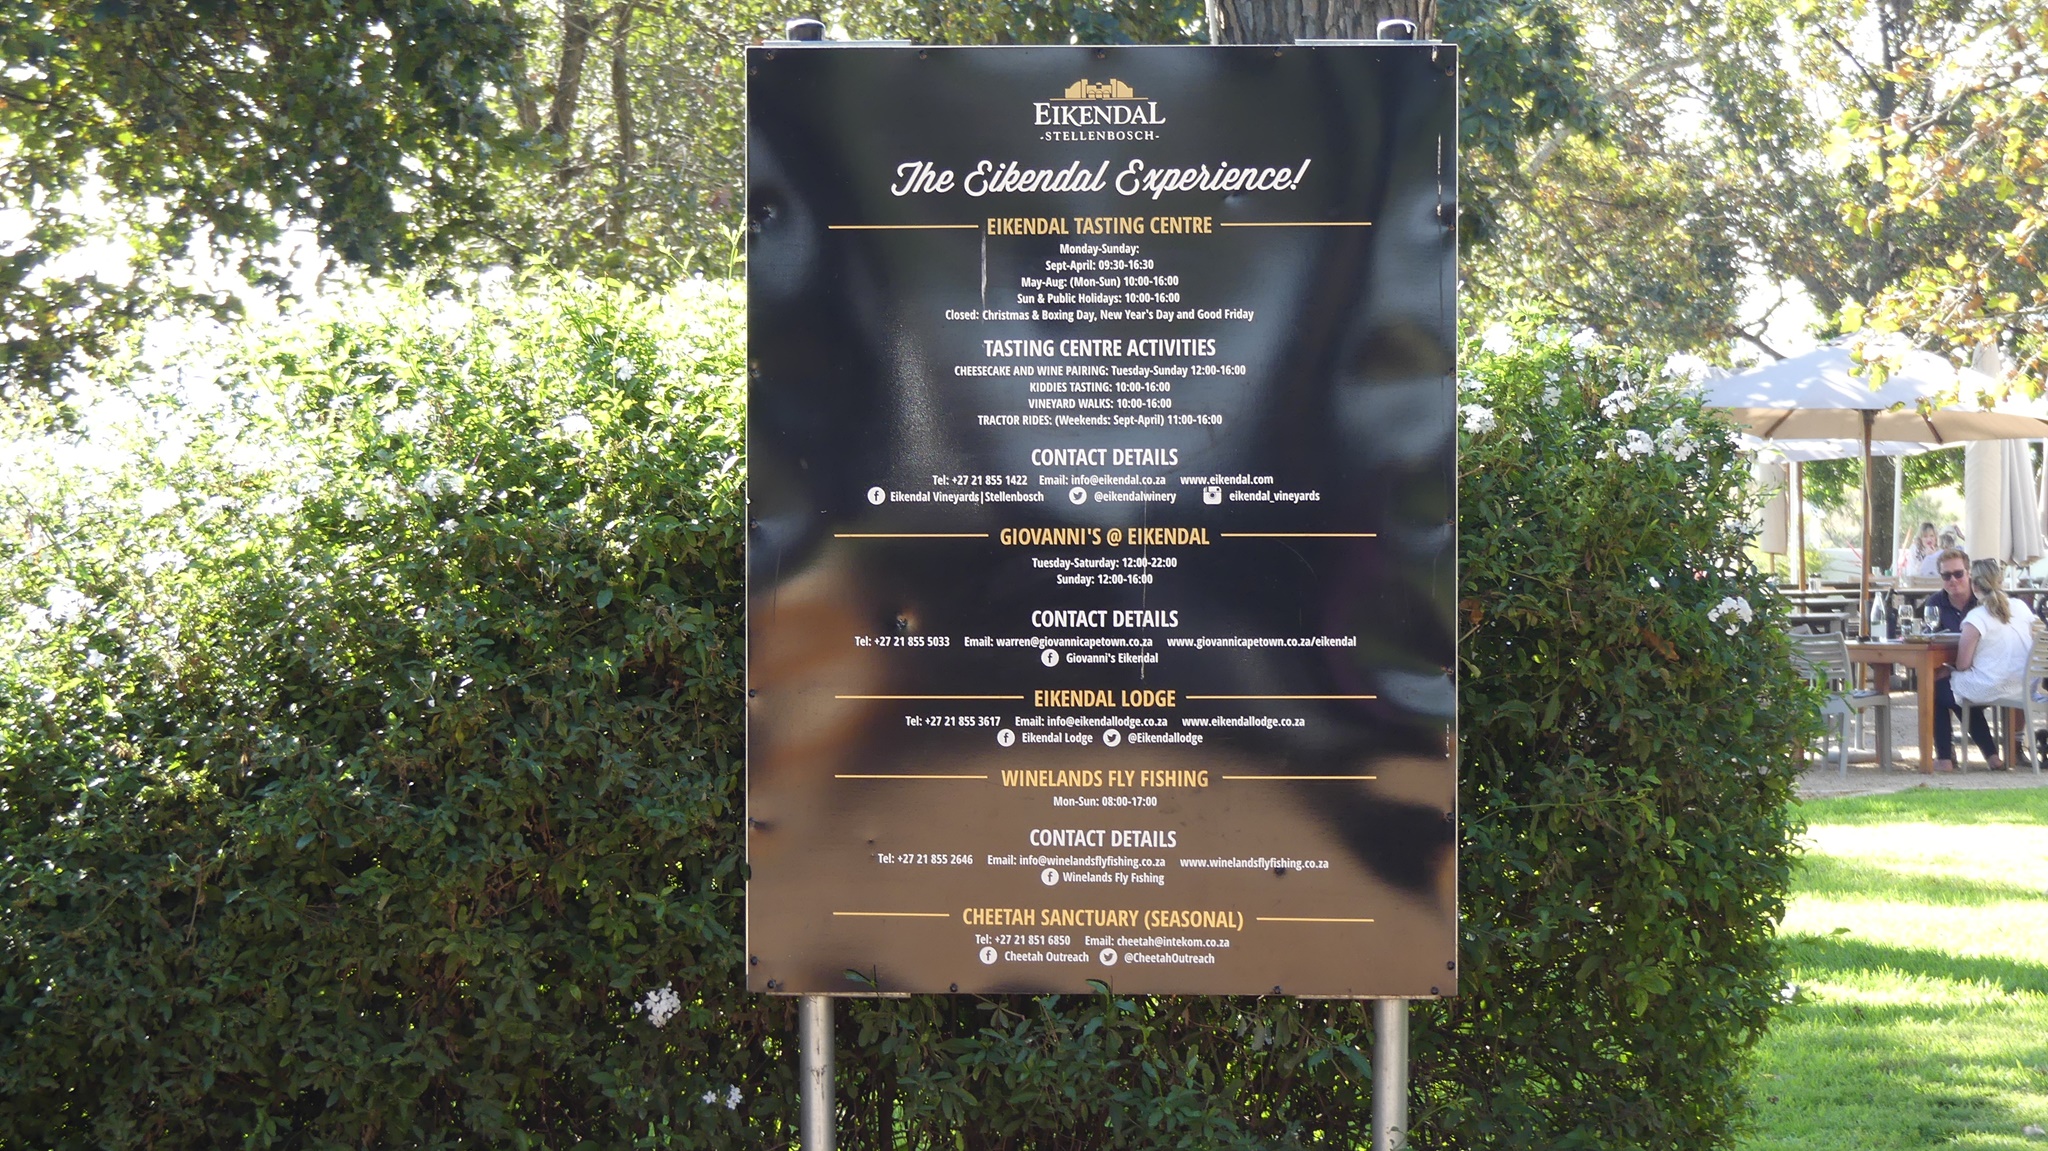 EIKENDAL
-STELLENBOSCH-
The Eikendal Experience!
EIKENDAL TASTING CENTRE
Monday-Sunday:
Sept-April: 09:30-16:30
May-Aug: (Mon-Sun) 10:00-16:00
Sun & Public Holidays: 10:00-16:00
Closed: Christmas & Boxing Day, New Year's Day and Good Friday
TASTING CENTRE ACTIVITIES
CHEESECAKE AND WINE PAIRING: Tuesday-Sunday 12:00-16:00
KIDDIES TASTING: 10:00-16:00
VINEYARD WALKS: 10:00-16:00
TRACTOR RIDES: (Weekends: Sept-April) 11:00-16:00
CONTACT DETAILS
Tel: +27 21 855 1422 Email: info@eikendal.co.za www.eikendal.com
Eikendal Vineyards|Stellenbosch @eikendalwinery eikendal_vineyards
GIOVANNI'S @ EIKENDAL
Tuesday-Saturday: 12:00-22:00
Sunday: 12:00-16:00
CONTACT DETAILS
Tel: +27 21 855 5033 Email: warren@giovannicapetown.co.za www.giovannicapetown.co.za/eikendal
Giovanni's Eikendal
EIKENDAL LODGE
Tel: +27 21 855 3617 Email: info@eikendallodge.co.za www.eikendallodge.co.za
Eikendal Lodge @Eikendallodge
WINELANDS FLY FISHING
Mon-Sun: 08:00-17:00
CONTACT DETAILS
Tel: +27 21 855 2646 Email: info@winelandsflyfishing.co.za www.winelandsflyfishing.co.za
Winelands Fly Fishing
CHEETAH SANCTUARY (SEASONAL)
Tel: +27 21 851 6850 Email: cheetah@intekom.co.za
Cheetah Outreach @CheetahOutreach